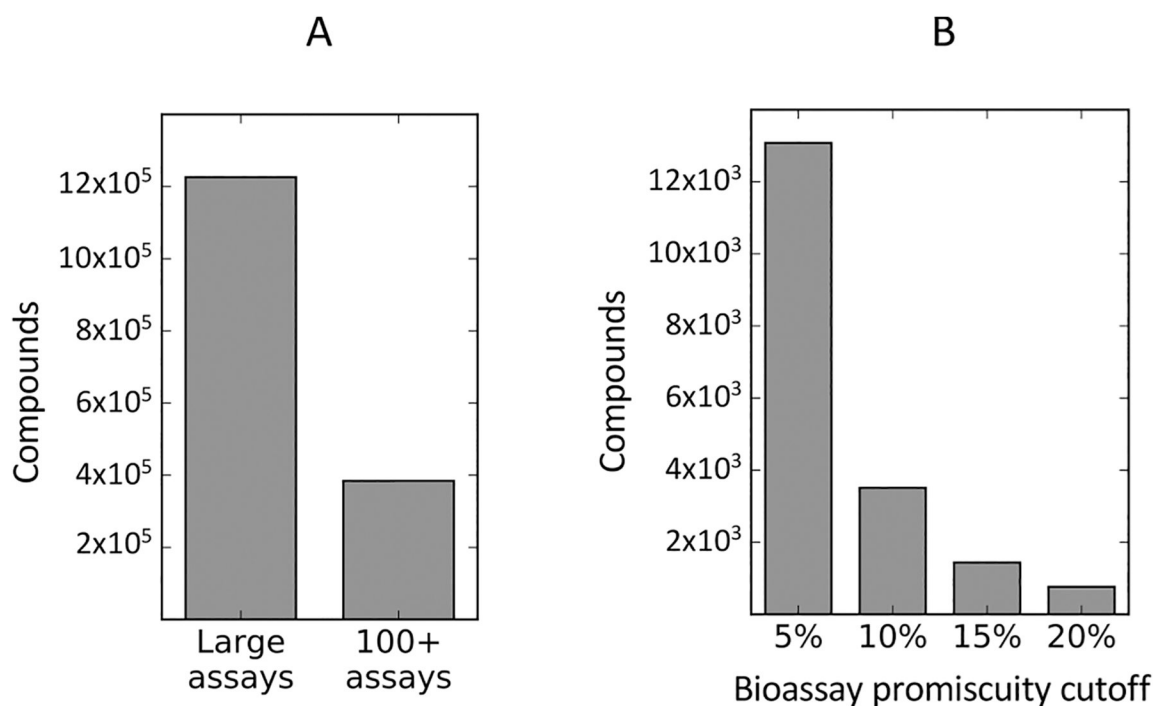 A
B
Compounds
12x10⁵
10x10⁵
8x10⁵
6x10⁵
4x10⁵
2x10⁵
Large
assays
100+
assays
Compounds
12x10³
10x10³
8x10³
6x10³
4x10³
2x10³
5%
10%
15%
20%
Bioassay promiscuity cutoff